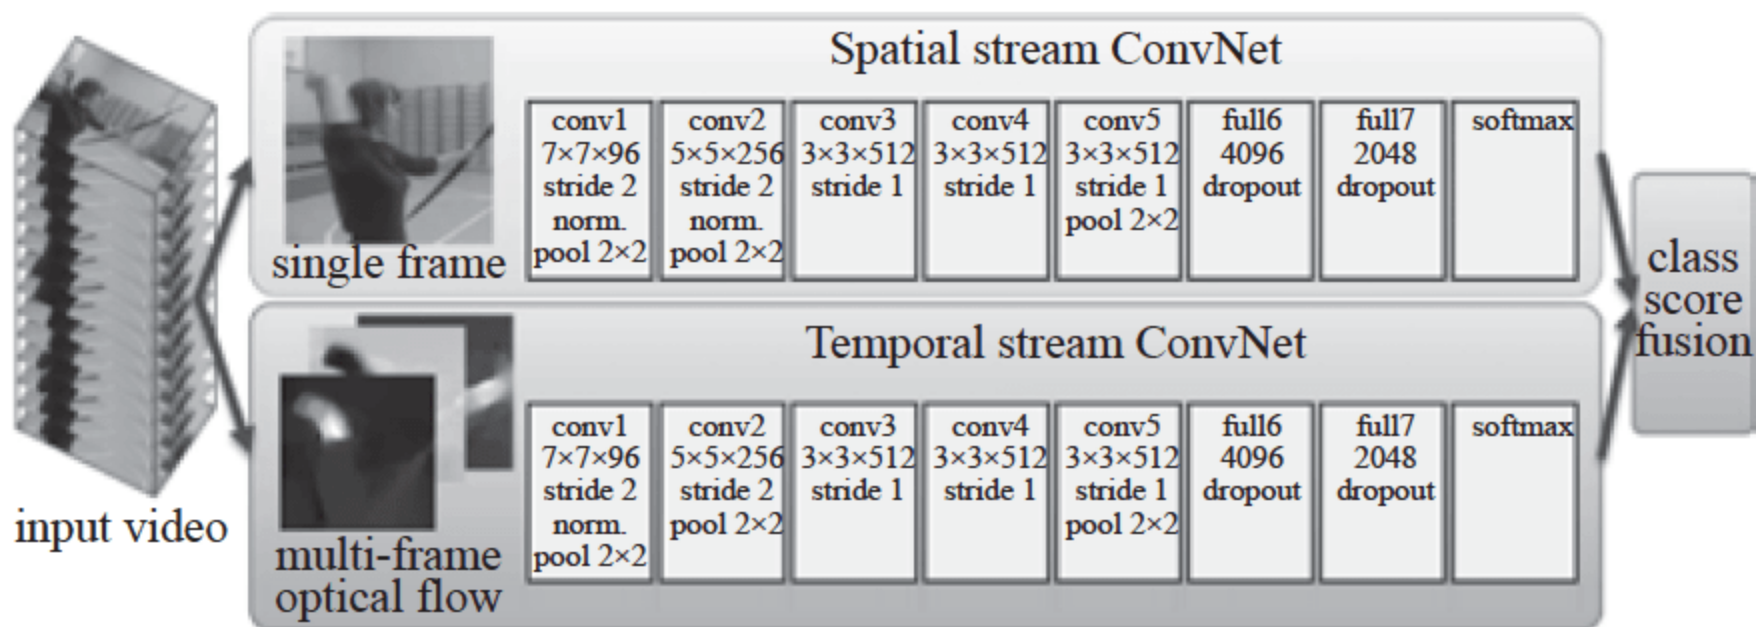 Spatial stream ConvNet
conv1
7×7×96
stride 2
norm.
pool 2×2
conv2
5×5×256
stride 2
norm.
pool 2×2
conv3
3×3×512
stride 1
conv4
3×3×512
stride 1
conv5
3×3×512
stride 1
pool 2×2
full6
4096
dropout
full7
2048
dropout
softmax
single frame
Temporal stream ConvNet
conv1
7×7×96
stride 2
norm.
pool 2×2
conv2
5×5×256
stride 2
pool 2×2
conv3
3×3×512
stride 1
conv4
3×3×512
stride 1
conv5
3×3×512
stride 1
pool 2×2
full6
4096
dropout
full7
2048
dropout
softmax
multi-frame
optical flow
input video
class
score
fusion